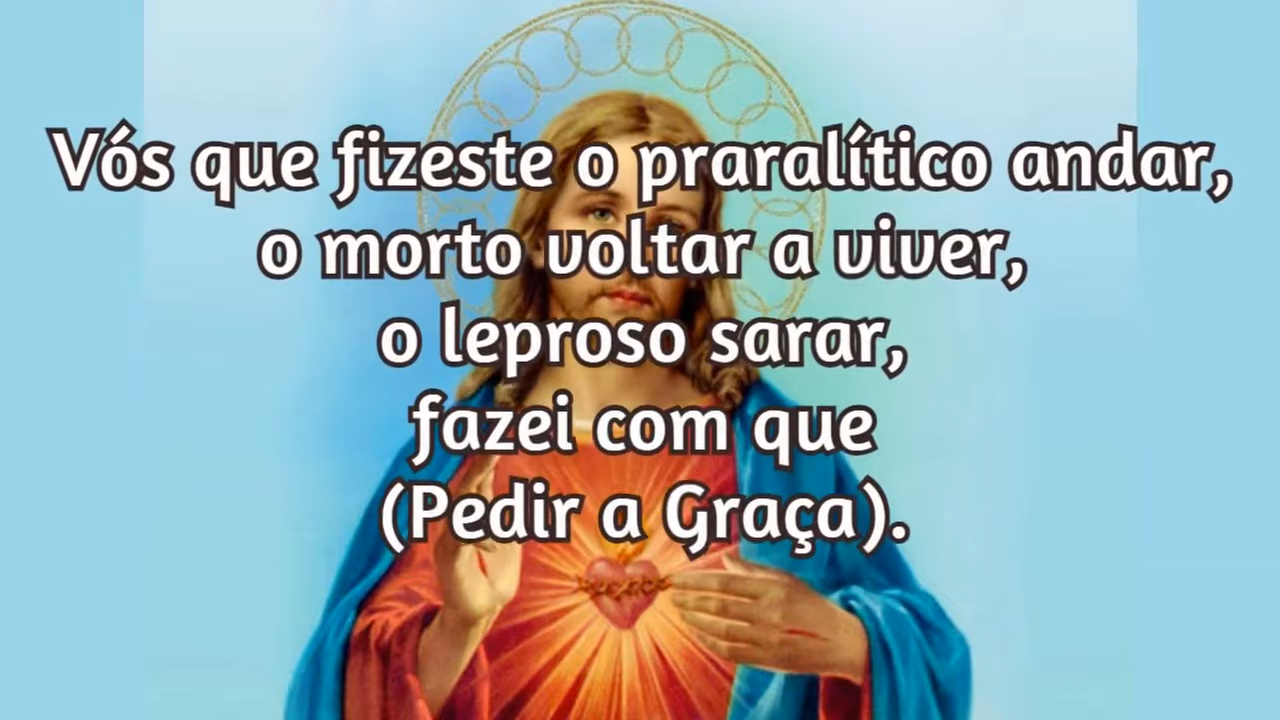 Vós que fizeste o praralítico andar,
o morto voltar a viver,
o leproso sarar,
fazei com que
(Pedir a Graça).